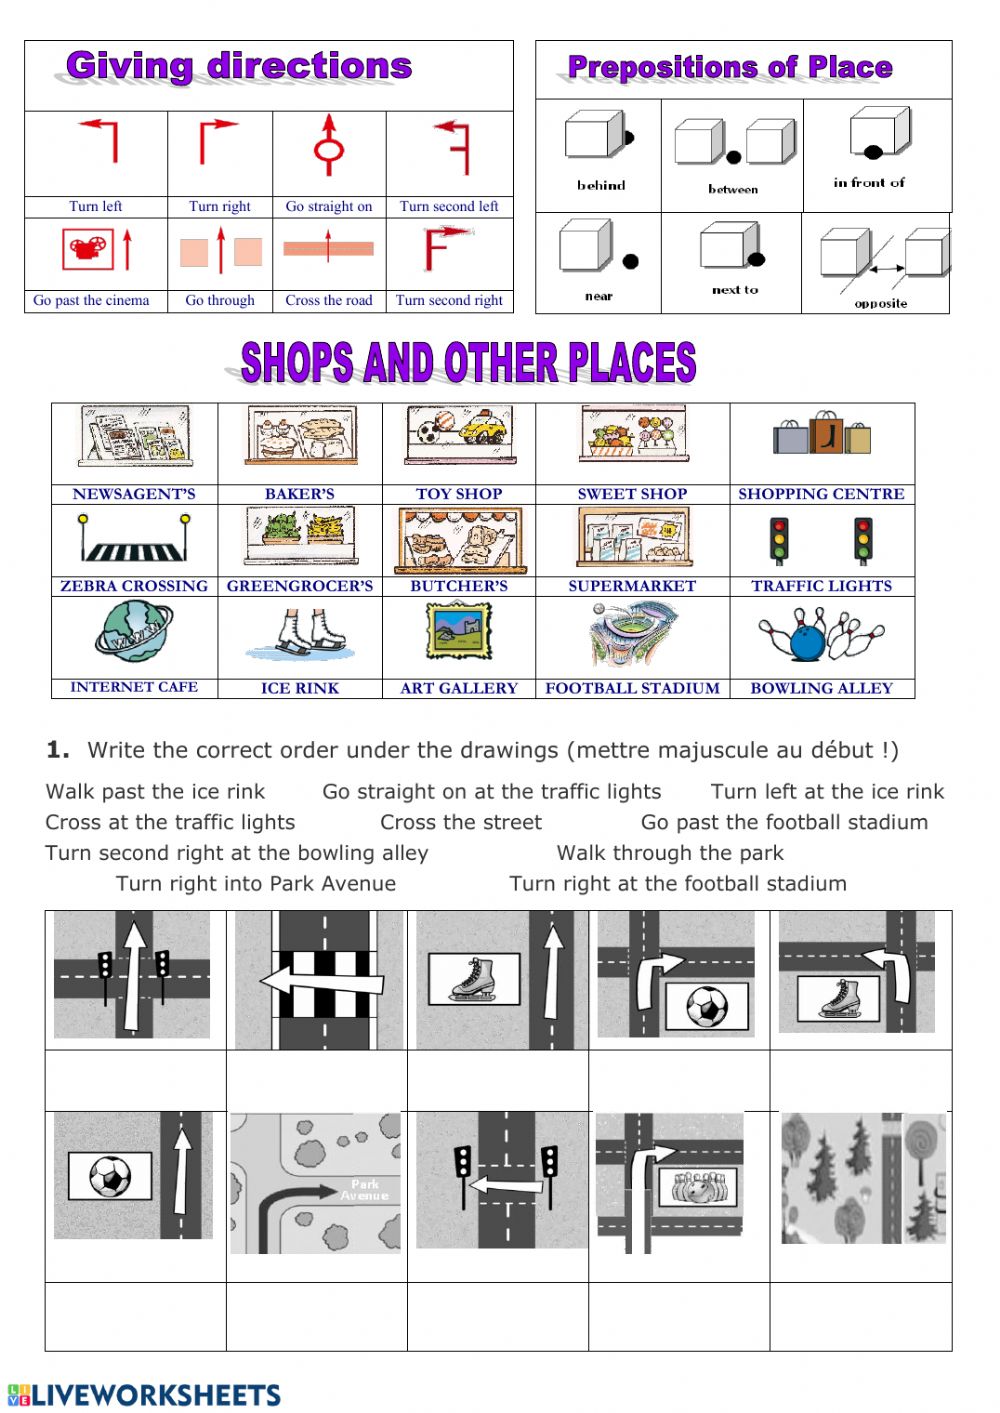 Giving directions
Turn left Turn right Go straight on Turn second left
Go past the cinema Go through Cross the road Turn second right
Prepositions of Place
behind between in front of
near next to opposite
SHOPS AND OTHER PLACES
NEWSAGENT'S BAKER'S TOY SHOP SWEET SHOP SHOPPING CENTRE
ZEBRA CROSSING GREENGROCER'S BUTCHER'S SUPERMARKET TRAFFIC LIGHTS
INTERNET CAFE ICE RINK ART GALLERY FOOTBALL STADIUM BOWLING ALLEY
1. Write the correct order under the drawings (mettre majuscule au début !)
Walk past the ice rink Go straight on at the traffic lights Turn left at the ice rink
Cross at the traffic lights Cross the street Go past the football stadium
Turn second right at the bowling alley Walk through the park
Turn right into Park Avenue Turn right at the football stadium
Park
Avenue
LIVEWORKSHEETS